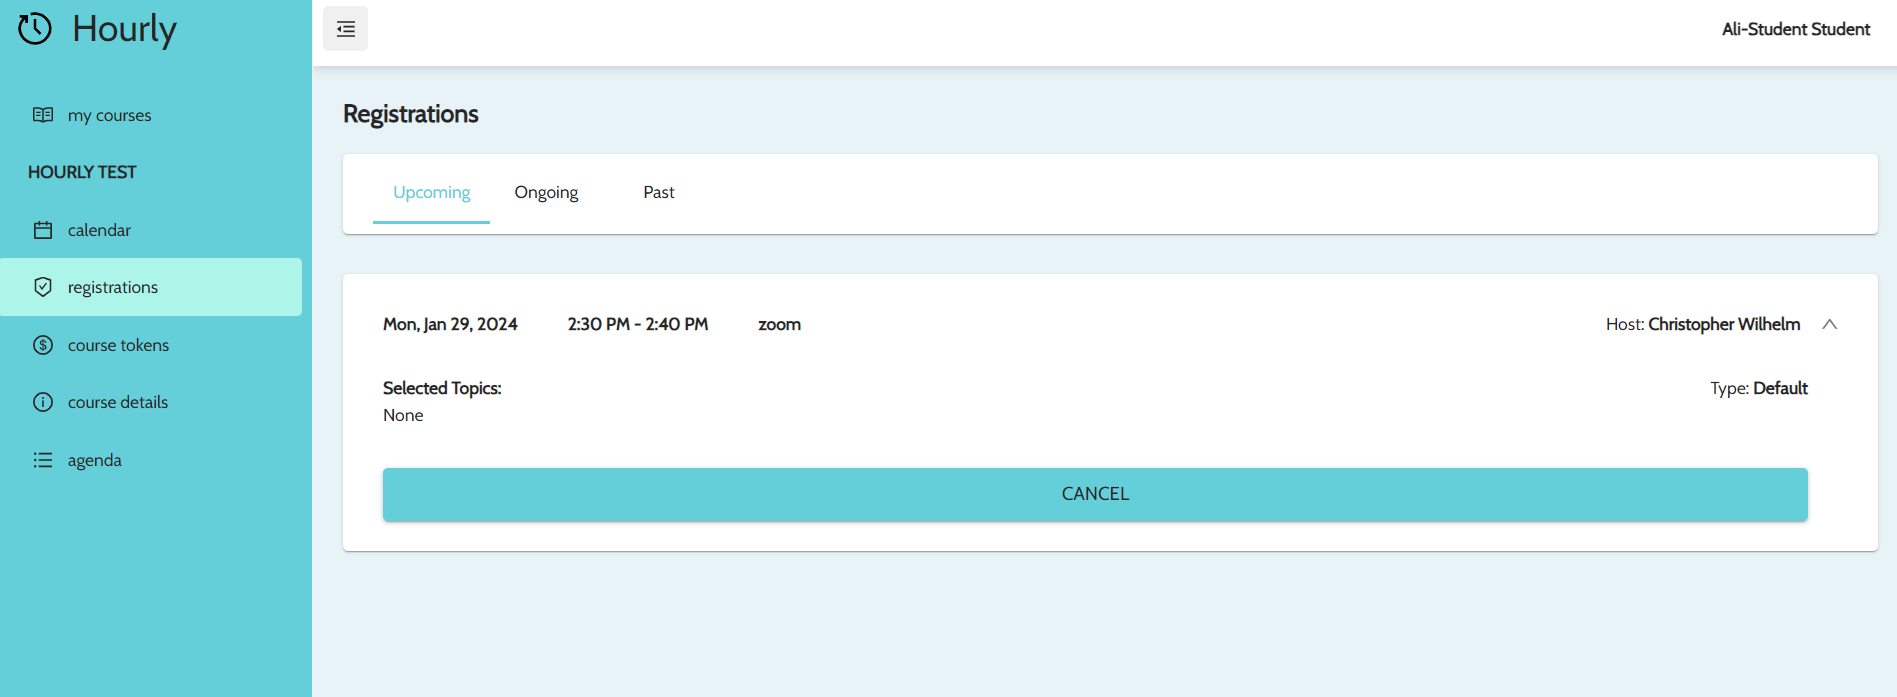 Hourly
Ali-Student Student
my courses
HOURLY TEST
calendar
registrations
course tokens
course details
agenda
Registrations
Upcoming Ongoing Past
Mon, Jan 29, 2024 2:30 PM - 2:40 PM zoom Host: Christopher Wilhelm
Selected Topics: Type: Default
None
CANCEL